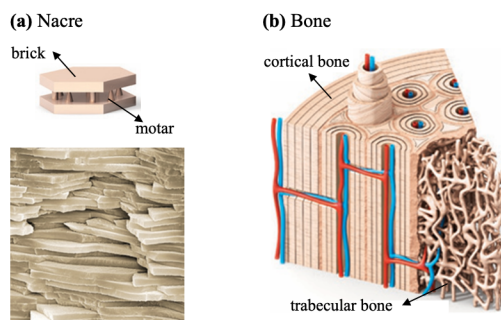 (a) Nacre
brick
motar
(b) Bone
cortical bone
trabecular bone